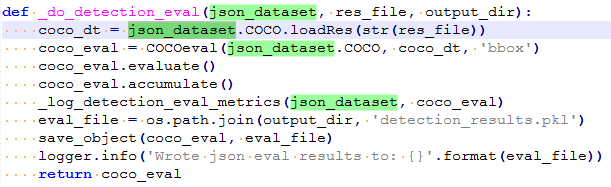 def _do_detection_eval(json_dataset, res_file, output_dir):
    coco_dt = json_dataset.COCO.loadRes(str(res_file))
    coco_eval = COCOeval(json_dataset.COCO, coco_dt, 'bbox')
    coco_eval.evaluate()
    coco_eval.accumulate()
    _log_detection_eval_metrics(json_dataset, coco_eval)
    eval_file = os.path.join(output_dir, 'detection_results.pkl')
    save_object(coco_eval, eval_file)
    logger.info('Wrote json eval results to: {}'.format(eval_file))
    return coco_eval